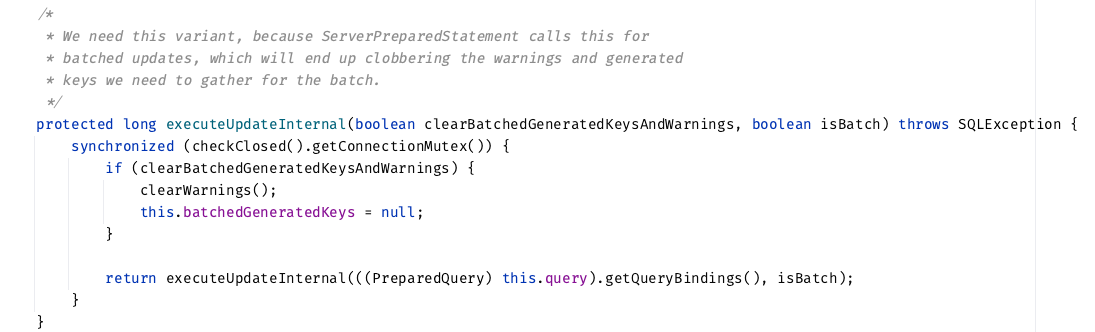 /*
 * We need this variant, because ServerPreparedStatement calls this for
 * batched updates, which will end up clobbering the warnings and generated
 * keys we need to gather for the batch.
 */
protected long executeUpdateInternal(boolean clearBatchedGeneratedKeysAndWarnings, boolean isBatch) throws SQLException {
    synchronized (checkClosed().getConnectionMutex()) {
        if (clearBatchedGeneratedKeysAndWarnings) {
            clearWarnings();
            this.batchedGeneratedKeys = null;
        }
        return executeUpdateInternal(((PreparedQuery) this.query).getQueryBindings(), isBatch);
    }
}